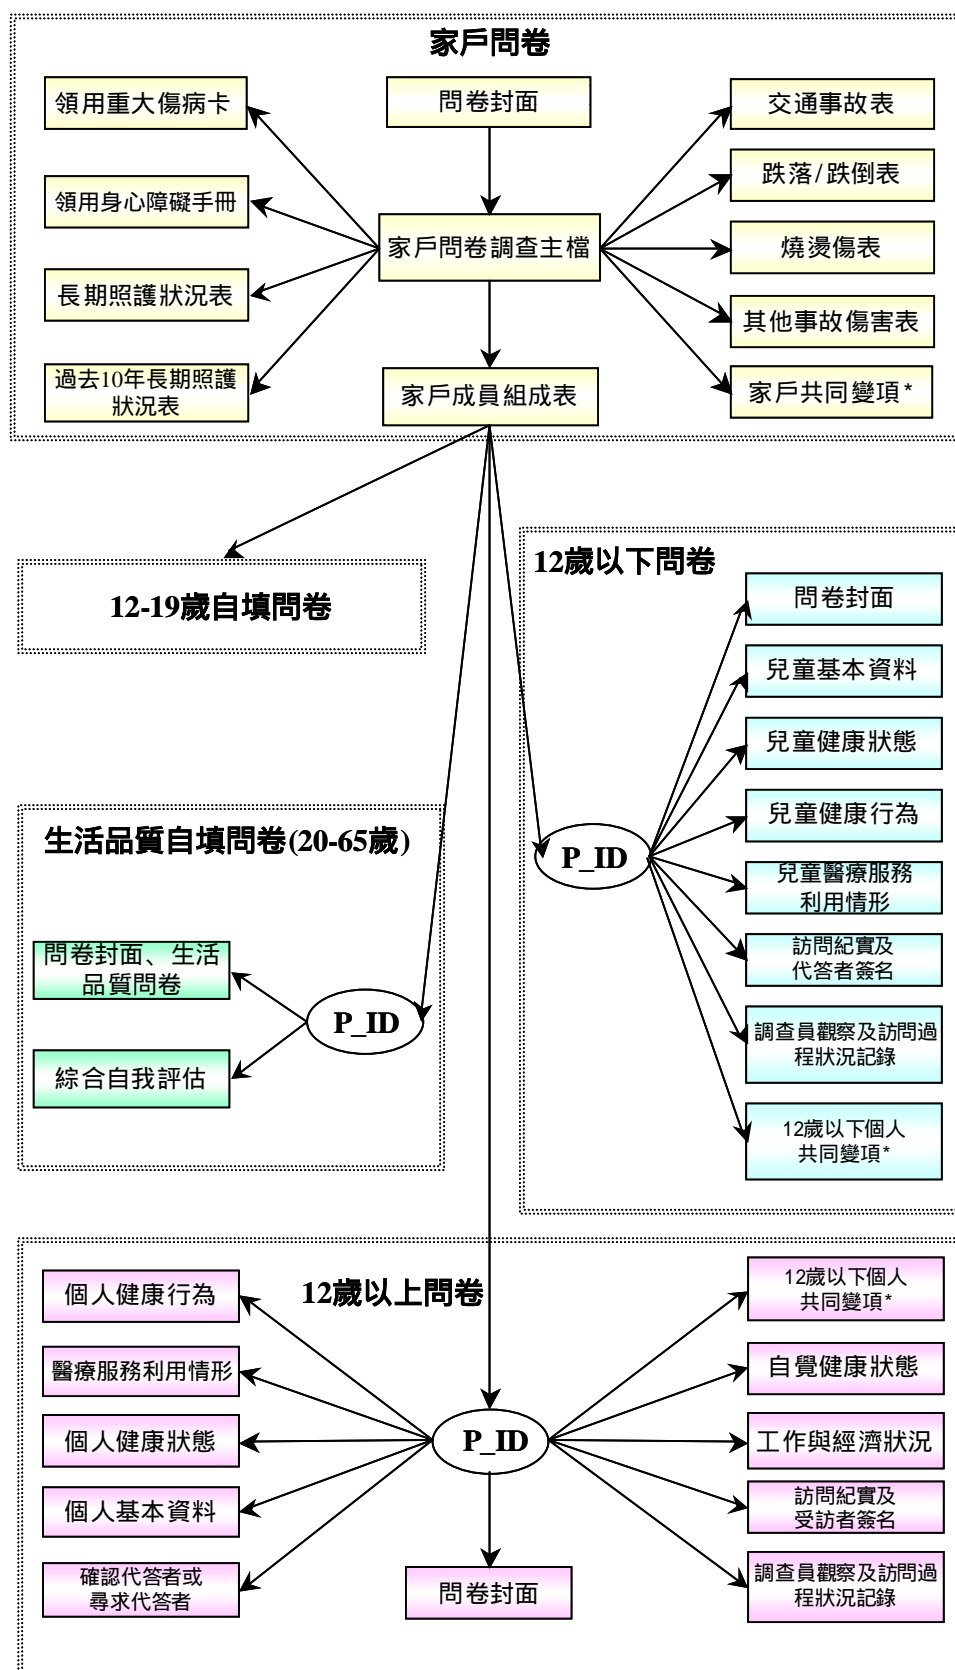 家戶問卷
領用重大傷病卡
問卷封面
交通事故表
領用身心障礙手冊
跌落/跌倒表
家戶問卷調查主檔
燒燙傷表
長期照護狀況表
其他事故傷害表
過去10年長期照護
狀況表
家戶成員組成表
家戶共同變項*
12-19歲自填問卷
12歲以下問卷
問卷封面
兒童基本資料
兒童健康狀態
兒童健康行為
P_ID
兒童醫療服務
利用情形
訪問紀實及
代答者簽名
調查員觀察及訪問過
程狀況記錄
12歲以下個人
共同變項*
生活品質自填問卷(20-65歲)
問卷封面、生活
品質問卷
P_ID
綜合自我評估
12歲以上問卷
個人健康行為
12歲以下個人
共同變項*
醫療服務利用情形
自覺健康狀態
個人健康狀態
P_ID
工作與經濟狀況
個人基本資料
訪問紀實及
受訪者簽名
確認代答者或
尋求代答者
問卷封面
調查員觀察及訪問過
程狀況記錄